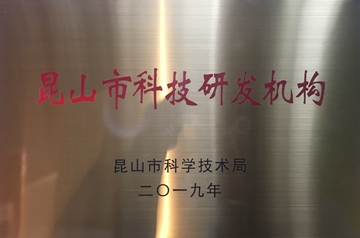 昆山市科技研发机构
昆山市科学技术局
二〇一九年